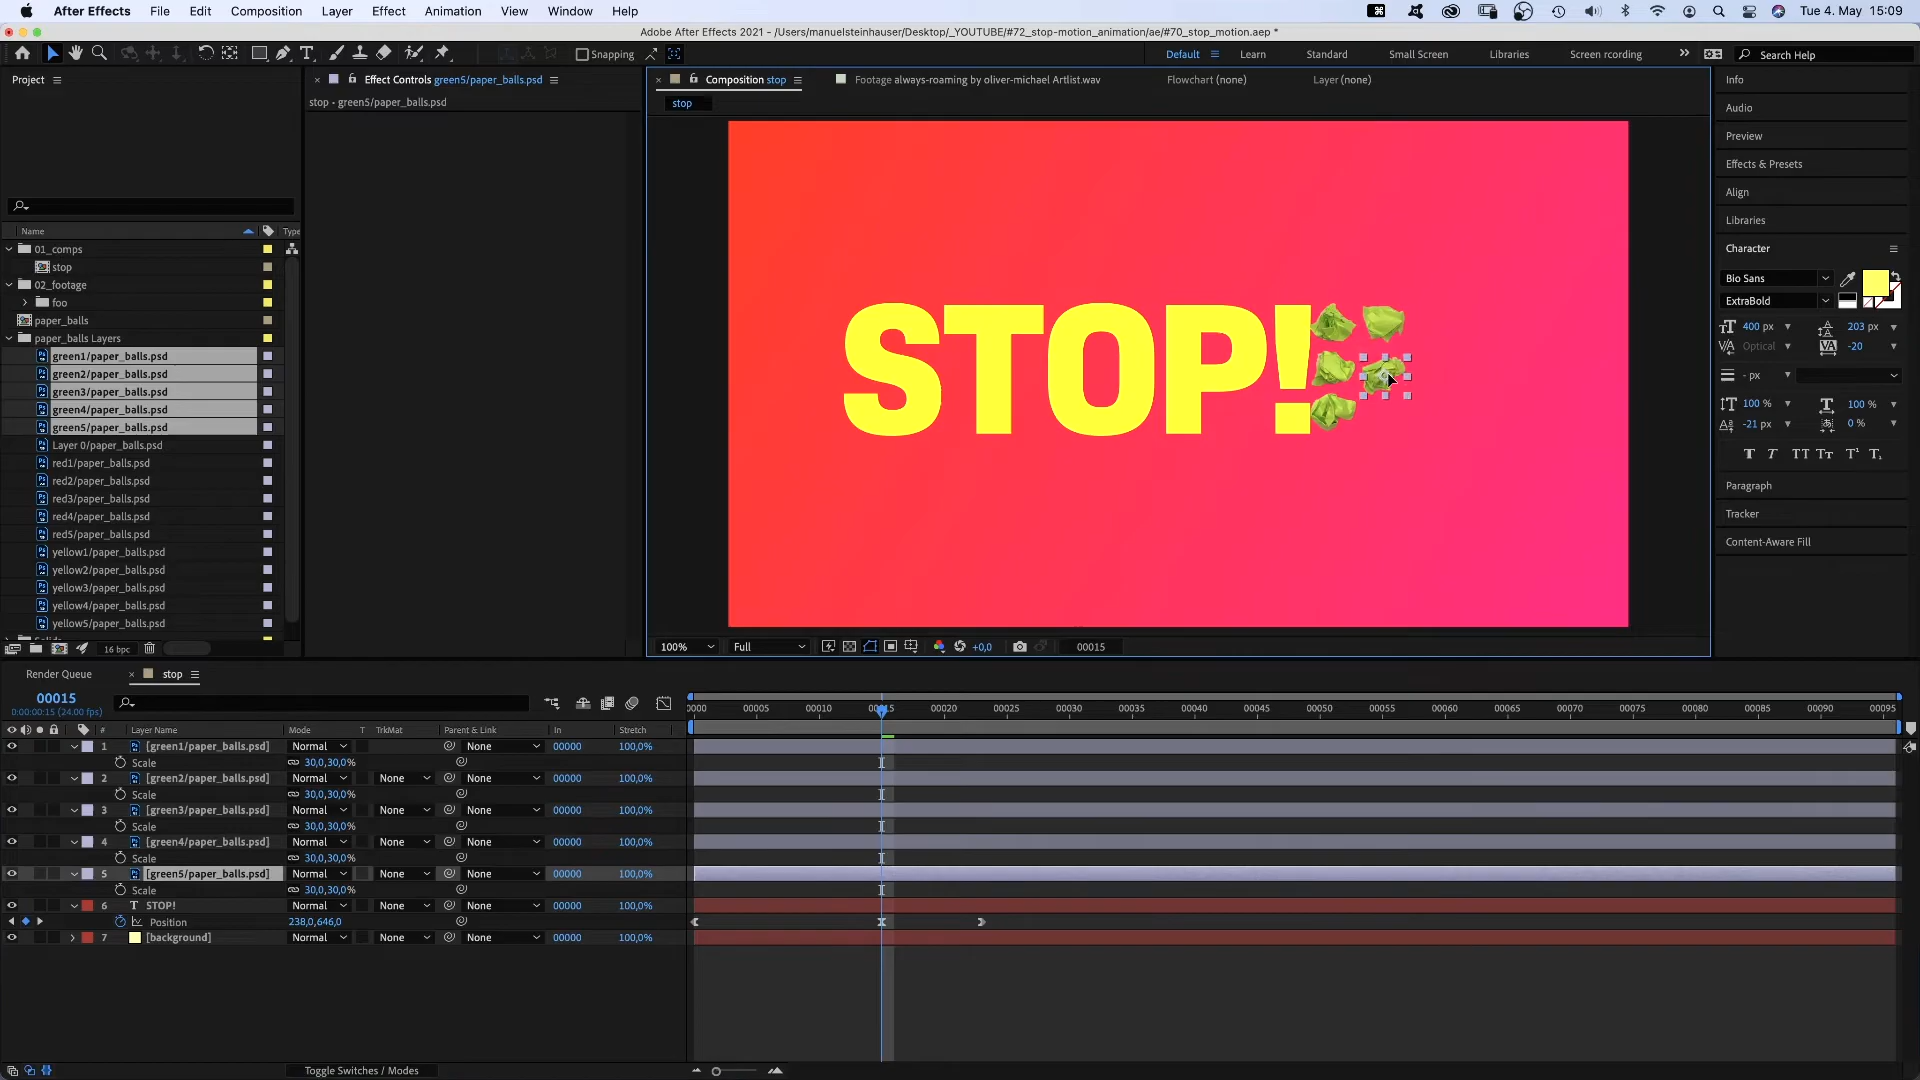 After Effects File Edit Composition Layer Effect Animation View Window Help Tue 4. May 15:09
Adobe After Effects 2021 - /Users/manuelsteinhauser/Desktop/_YOUTUBE/#72_stop-motion_animation/ae/#70_stop_motion.aep *
Snapping Default Learn Standard Small Screen Libraries Screen recording Search Help
Project
Effect Controls green5/paper_balls.psd
stop • green5/paper_balls.psd
Composition stop Footage always-roaming by oliver-michael Artlist.wav Flowchart (none) Layer (none)
stop
Name Type
01_comps
stop
02_footage
foo
paper_balls
paper_balls Layers
green1/paper_balls.psd
green2/paper_balls.psd
green3/paper_balls.psd
green4/paper_balls.psd
green5/paper_balls.psd
Layer 0/paper_balls.psd
red1/paper_balls.psd
red2/paper_balls.psd
red3/paper_balls.psd
red4/paper_balls.psd
red5/paper_balls.psd
yellow1/paper_balls.psd
yellow2/paper_balls.psd
yellow3/paper_balls.psd
yellow4/paper_balls.psd
yellow5/paper_balls.psd
16 bpc
STOP!
100% Full +0,0 00015
Info
Audio
Preview
Effects & Presets
Align
Libraries
Character
Bio Sans
ExtraBold
400 px 203 px
Optical -20
- px
100 % 100 %
-21 px 0 %
T T TT Tт T¹ T₁
Paragraph
Tracker
Content-Aware Fill
Render Queue stop
00015
0:00:00:15 (24.00 fps)
0000 00005 00010 00015 00020 00025 00030 00035 00040 00045 00050 00055 00060 00065 00070 00075 00080 00085 00090 00095
# Layer Name Mode T TrkMat Parent & Link In Stretch
1 [green1/paper_balls.psd] Normal None 00000 100,0%
Scale 30,0,30,0%
2 [green2/paper_balls.psd] Normal None None 00000 100,0%
Scale 30,0,30,0%
3 [green3/paper_balls.psd] Normal None None 00000 100,0%
Scale 30,0,30,0%
4 [green4/paper_balls.psd] Normal None None 00000 100,0%
Scale 30,0,30,0%
5 [green5/paper_balls.psd] Normal None None 00000 100,0%
Scale 30,0,30,0%
6 T STOP! Normal None None 00000 100,0%
Position 238,0,646,0
7 [background] Normal None None 00000 100,0%
Toggle Switches / Modes